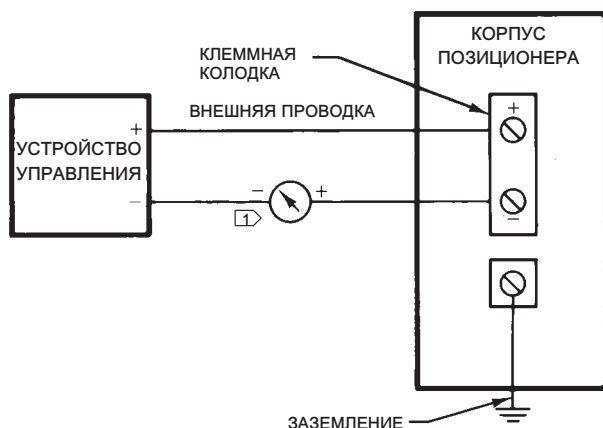 КОРПУС
ПОЗИЦИОНЕРА
КЛЕММНАЯ
КОЛОДКА
ВНЕШНЯЯ ПРОВОДКА
+
+
УСТРОЙСТВО
УПРАВЛЕНИЯ
−
− +
1
−
ЗАЗЕМЛЕНИЕ